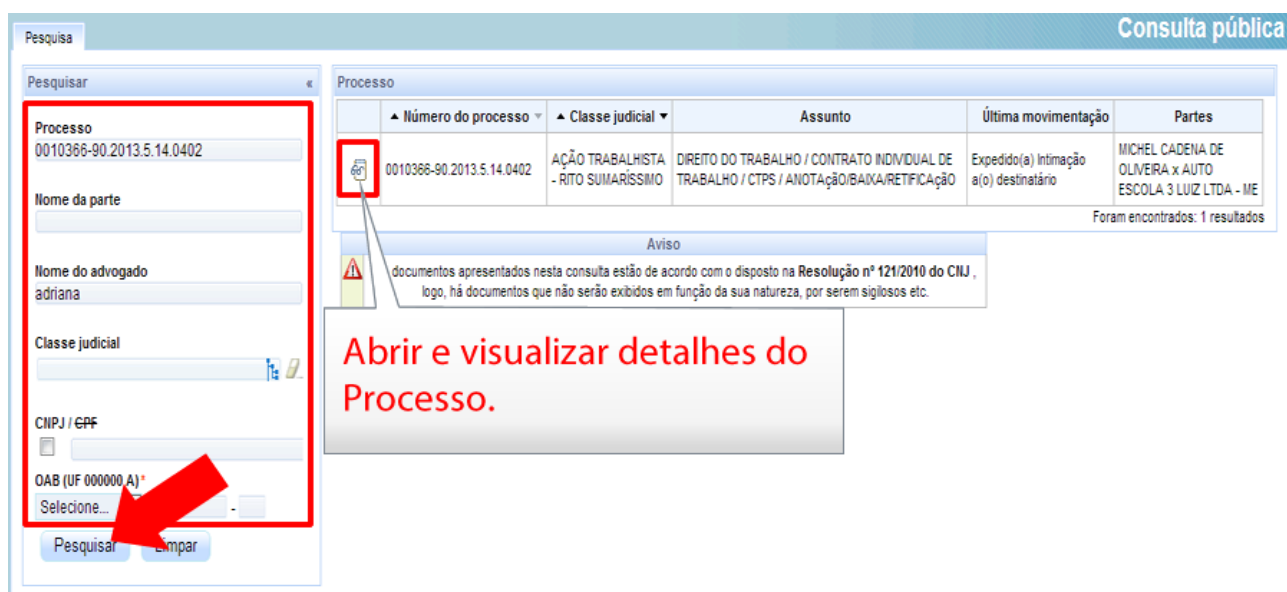 Pesquisa
Consulta pública
Pesquisar «
Processo
0010366-90.2013.5.14.0402
Nome da parte
Nome do advogado
adriana
Classe judicial
CNPJ / CPF
OAB (UF 000000 A)*
Selecione... -
Pesquisar Limpar
Processo
▲ Número do processo ▼ ▲ Classe judicial ▼ Assunto Última movimentação Partes
0010366-90.2013.5.14.0402
AÇÃO TRABALHISTA
- RITO SUMARÍSSIMO
DIREITO DO TRABALHO / CONTRATO INDIVIDUAL DE
TRABALHO / CTPS / ANOTAçãO/BAIXA/RETIFICAçãO
Expedido(a) Intimação
a(o) destinatário
MICHEL CADENA DE
OLIVEIRA x AUTO
ESCOLA 3 LUIZ LTDA - ME
Foram encontrados: 1 resultados
Aviso
documentos apresentados nesta consulta estão de acordo com o disposto na Resolução nº 121/2010 do CNJ ,
logo, há documentos que não serão exibidos em função da sua natureza, por serem sigilosos etc.
Abrir e visualizar detalhes do
Processo.